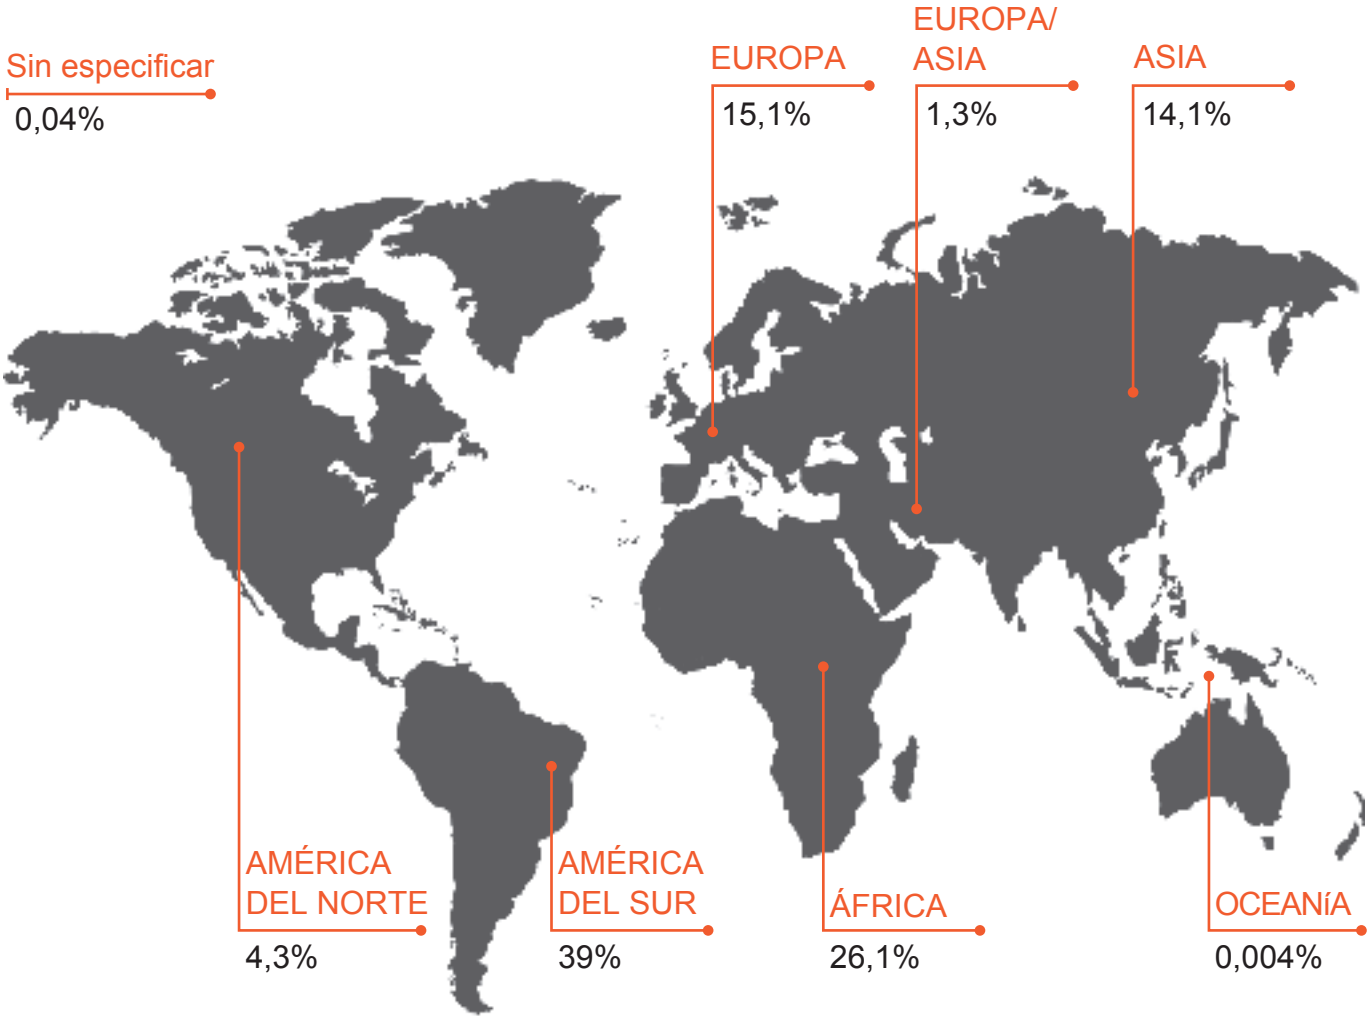 Sin especificar
0,04%
EUROPA
15,1%
EUROPA/
ASIA
1,3%
ASIA
14,1%
AMÉRICA
DEL NORTE
4,3%
AMÉRICA
DEL SUR
39%
ÁFRICA
26,1%
OCEANíA
0,004%